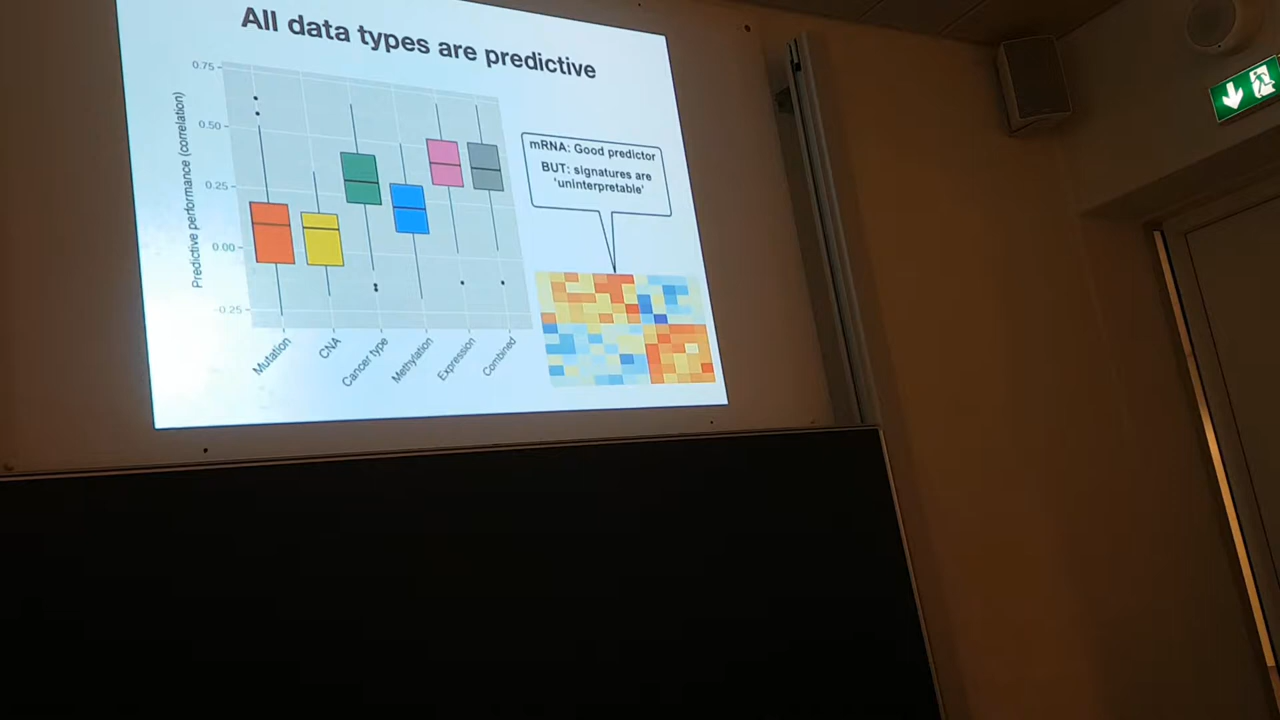 All data types are predictive
Predictive performance (correlation)
0.75
0.50
0.25
0.00
-0.25
Mutation
CNA
Cancer type
Methylation
Expression
Combined
mRNA: Good predictor
BUT: signatures are
'uninterpretable'